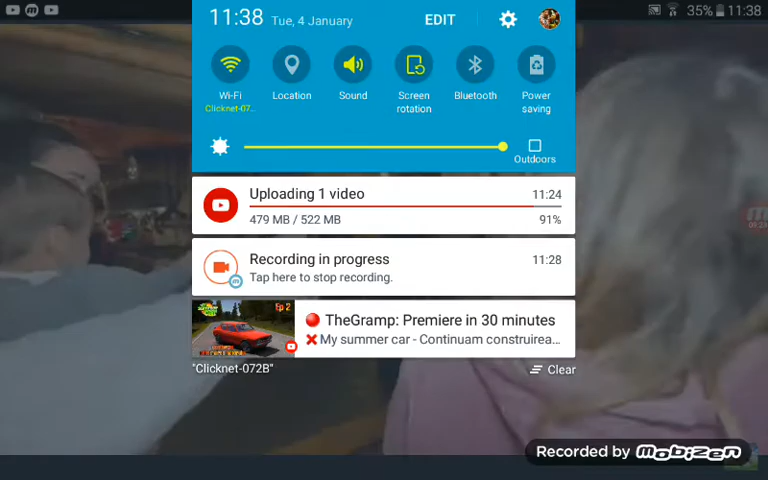 11:38 Tue, 4 January EDIT
35% 11:38
Wi-Fi
Clicknet-07..
Location
Sound
Screen
rotation
Bluetooth
Power
saving
Outdoors
Uploading 1 video 11:24
479 MB / 522 MB 91%
Recording in progress 11:28
Tap here to stop recording.
Ep 2
TheGramp: Premiere in 30 minutes
My summer car - Continuam construirea...
"Clicknet-072B" Clear
Recorded by mobizen